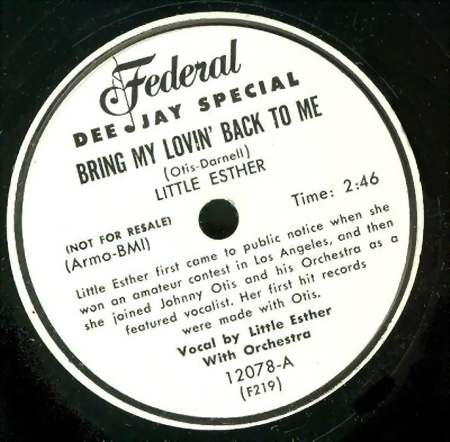 Federal
DEE JAY SPECIAL
BRING MY LOVIN' BACK TO ME
(Otis-Darnell)
LITTLE ESTHER
Time: 2:46
(NOT FOR RESALE)
(Armo-BMI)
Little Esther first came to public notice when she
won an amateur contest in Los Angeles, and then
she joined Johnny Otis and his Orchestra as a
featured vocalist. Her first hit records
were made with Otis.
Vocal by Little Esther
With Orchestra
12078-A
(F219)